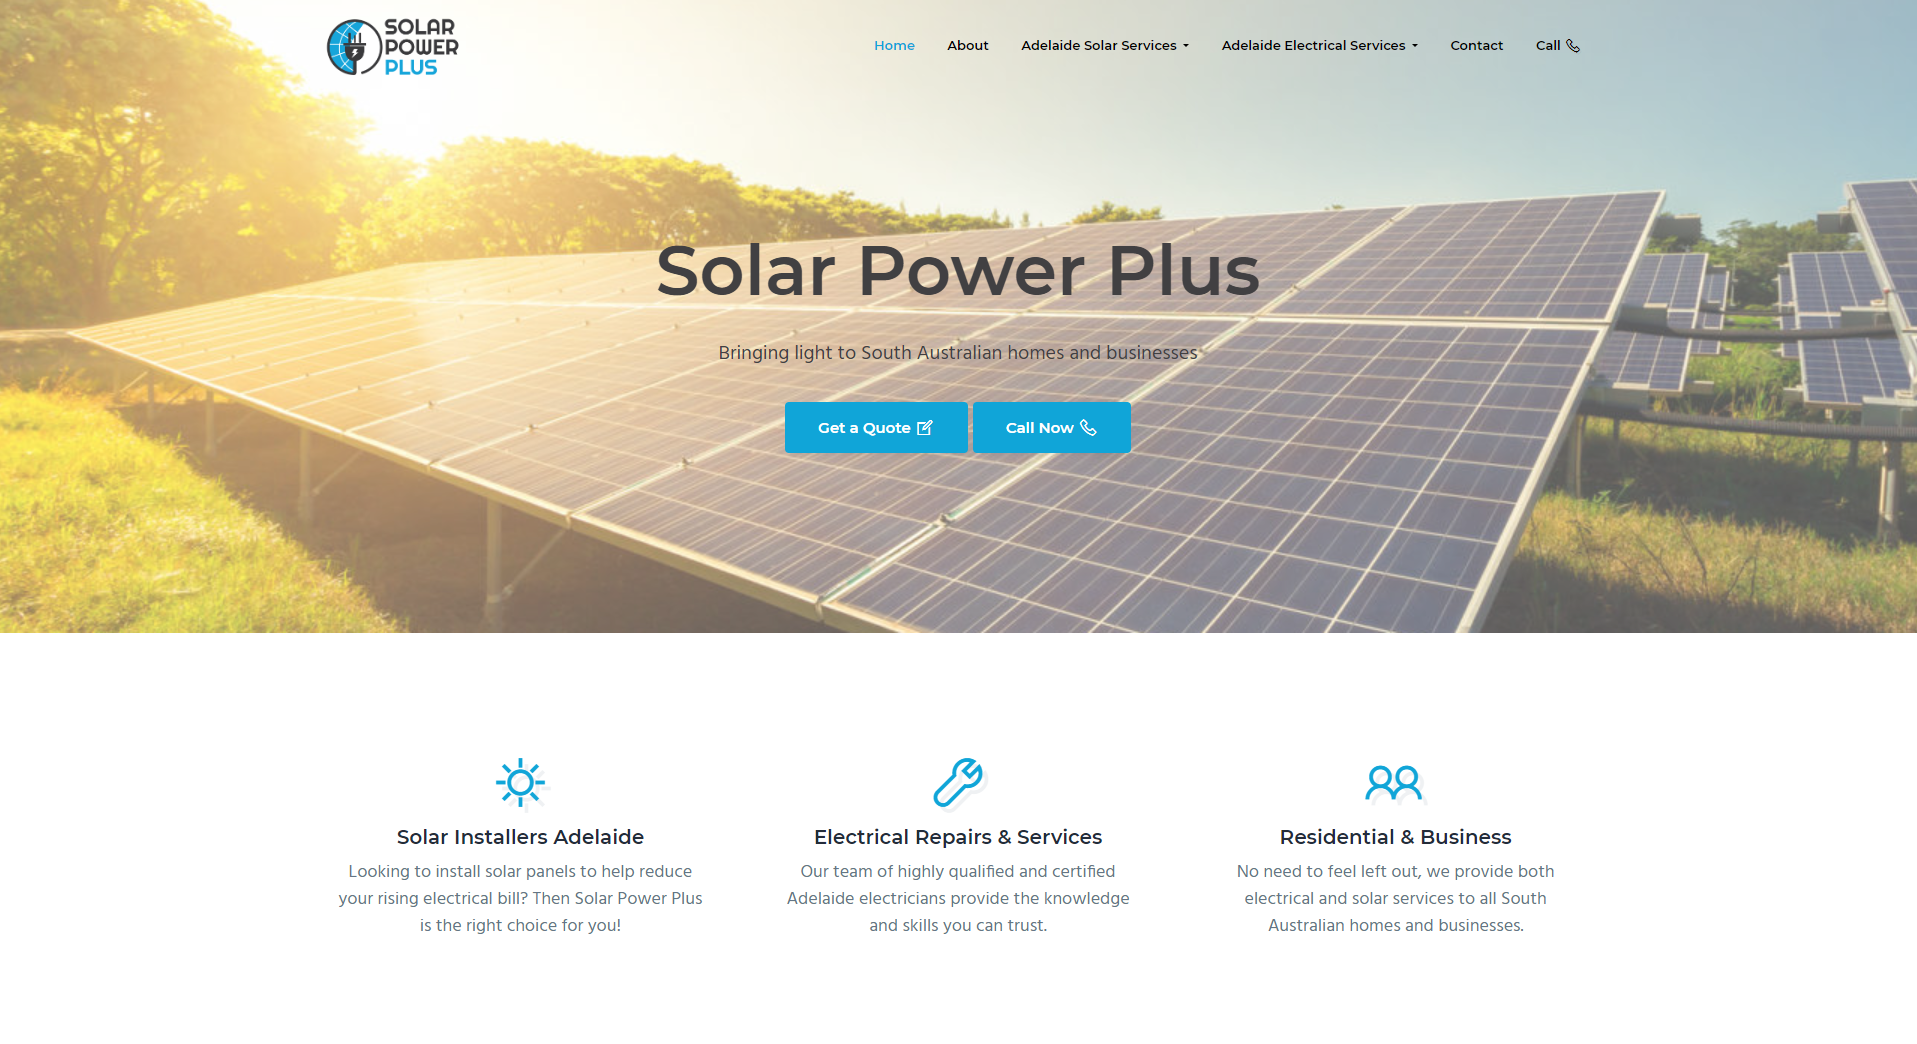 SOLAR
POWER
PLUS
Home About Adelaide Solar Services Adelaide Electrical Services Contact Call
Solar Power Plus
Bringing light to South Australian homes and businesses
Get a Quote Call Now
Solar Installers Adelaide
Looking to install solar panels to help reduce
your rising electrical bill? Then Solar Power Plus
is the right choice for you!
Electrical Repairs & Services
Our team of highly qualified and certified
Adelaide electricians provide the knowledge
and skills you can trust.
Residential & Business
No need to feel left out, we provide both
electrical and solar services to all South
Australian homes and businesses.